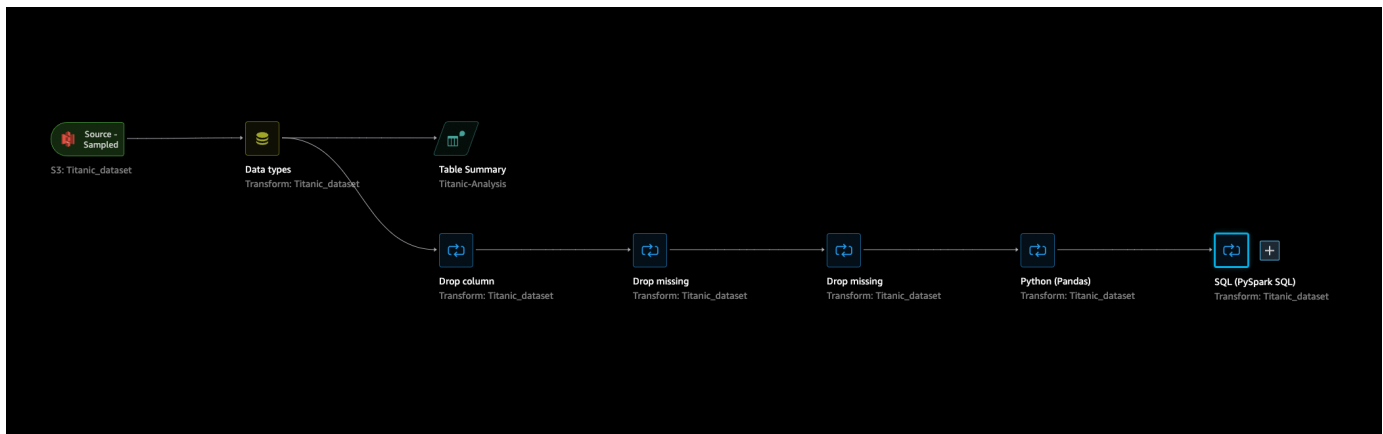 Source -
Sampled
S3: Titanic_dataset
Data types
Transform: Titanic_dataset
Table Summary
Titanic-Analysis
Drop column
Transform: Titanic_dataset
Drop missing
Transform: Titanic_dataset
Drop missing
Transform: Titanic_dataset
Python (Pandas)
Transform: Titanic_dataset
SQL (PySpark SQL)
Transform: Titanic_dataset